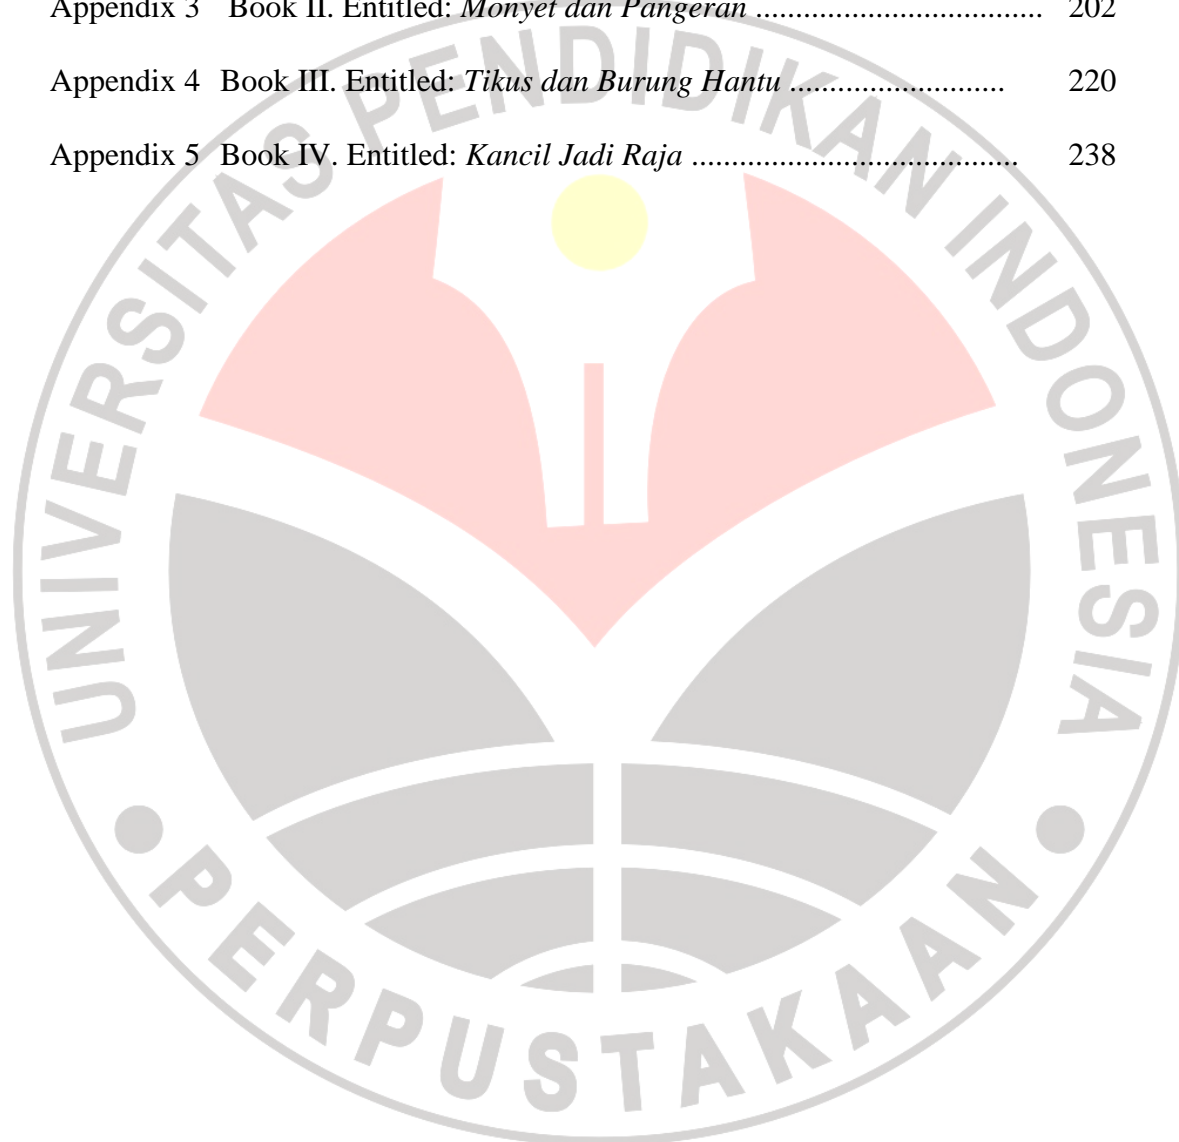 Appendix 3 Book II. Entitled: Monyet dan Pangeran .................................... 202
Appendix 4 Book III. Entitled: Tikus dan Burung Hantu ........................... 220
Appendix 5 Book IV. Entitled: Kancil Jadi Raja ......................................... 238
UNIVERSITAS PENDIDIKAN INDONESIA
PERPUSTAKAAN